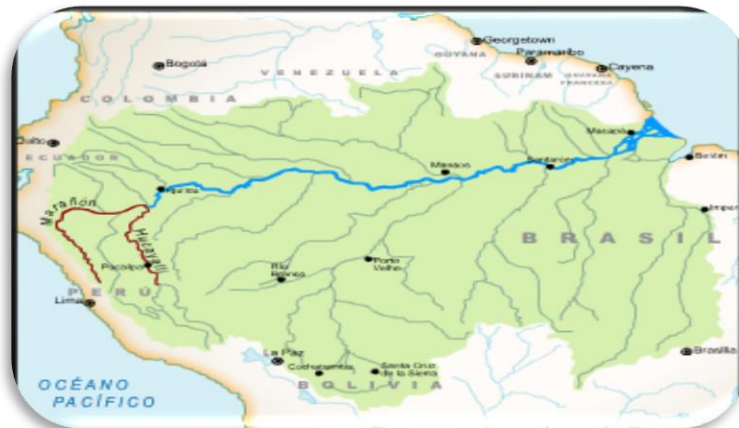 Georgetown
Paramaribo
GUYANA
Bogotá
Cayena
VENEZUELA
SURINAM
GUAYANA
FRANCESA
COLOMBIA
Macapá
Quito
ECUADOR
Manaos
Santarém
Belém
Iquitos
Marañón
Hucayalli
BRASIL
Pucallpa
Porto
Velho
Río
Branco
PERÚ
Lima
La Paz
Brasilia
Cochabamba
Santa Cruz
de la Sierra
BOLIVIA
OCÉANO
PACÍFICO